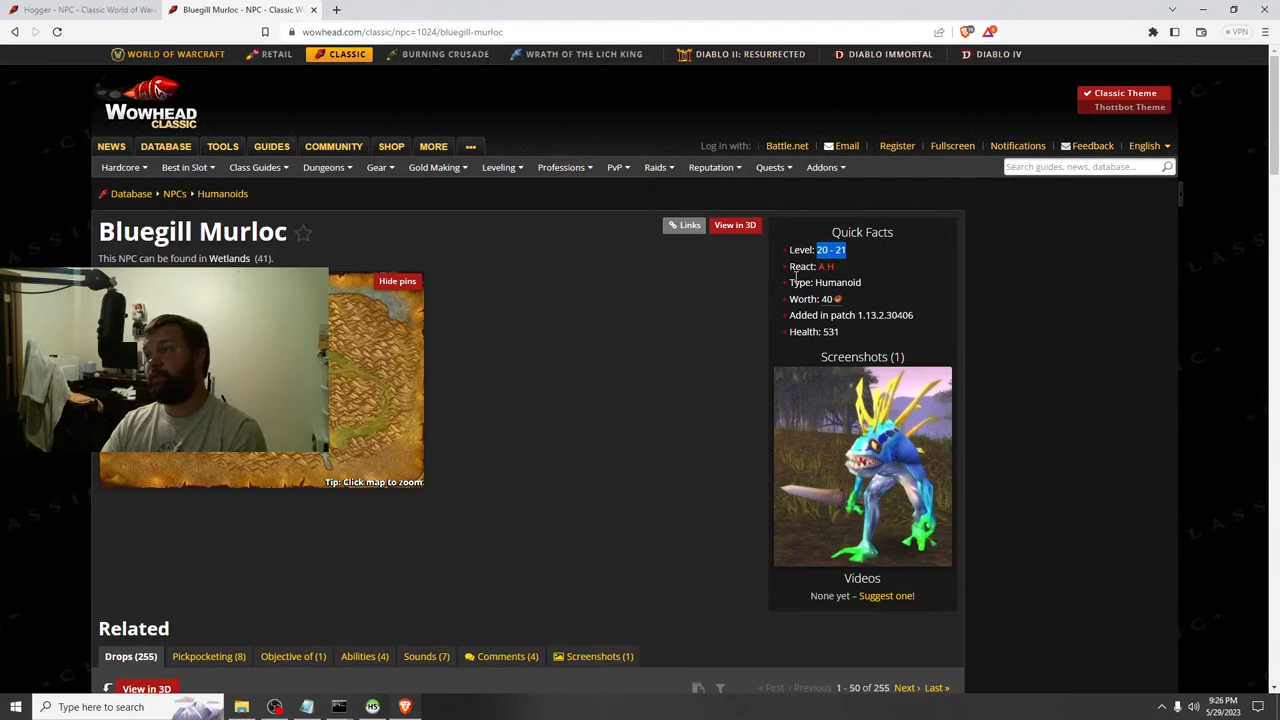 Hogger - NPC - Classic World of War
Bluegill Murloc - NPC - Classic W
wowhead.com/classic/npc=1024/bluegill-murloc
VPN
WORLD OF WARCRAFT
RETAIL
CLASSIC
BURNING CRUSADE
WRATH OF THE LICH KING
DIABLO II: RESURRECTED
DIABLO IMMORTAL
DIABLO IV
WOWHEAD
CLASSIC
Classic Theme
Thottbot Theme
NEWS DATABASE TOOLS GUIDES COMMUNITY SHOP MORE •••
Log in with: Battle.net Email Register Fullscreen Notifications Feedback English
Hardcore Best in Slot Class Guides Dungeons Gear Gold Making Leveling Professions PvP Raids Reputation Quests Addons
Search guides, news, database...
Database NPCs Humanoids
Bluegill Murloc
Links
View in 3D
This NPC can be found in Wetlands (41).
Hide pins
Tip: Click map to zoom
Quick Facts
Level: 20 - 21
React: A H
Type: Humanoid
Worth: 40
Added in patch 1.13.2.30406
Health: 531
Screenshots (1)
Videos
None yet – Suggest one!
Related
Drops (255) Pickpocketing (8) Objective of (1) Abilities (4) Sounds (7) Comments (4) Screenshots (1)
View in 3D
« First ‹ Previous 1 - 50 of 255 Next › Last »
Type here to search
HS
9:26 PM
5/29/2023